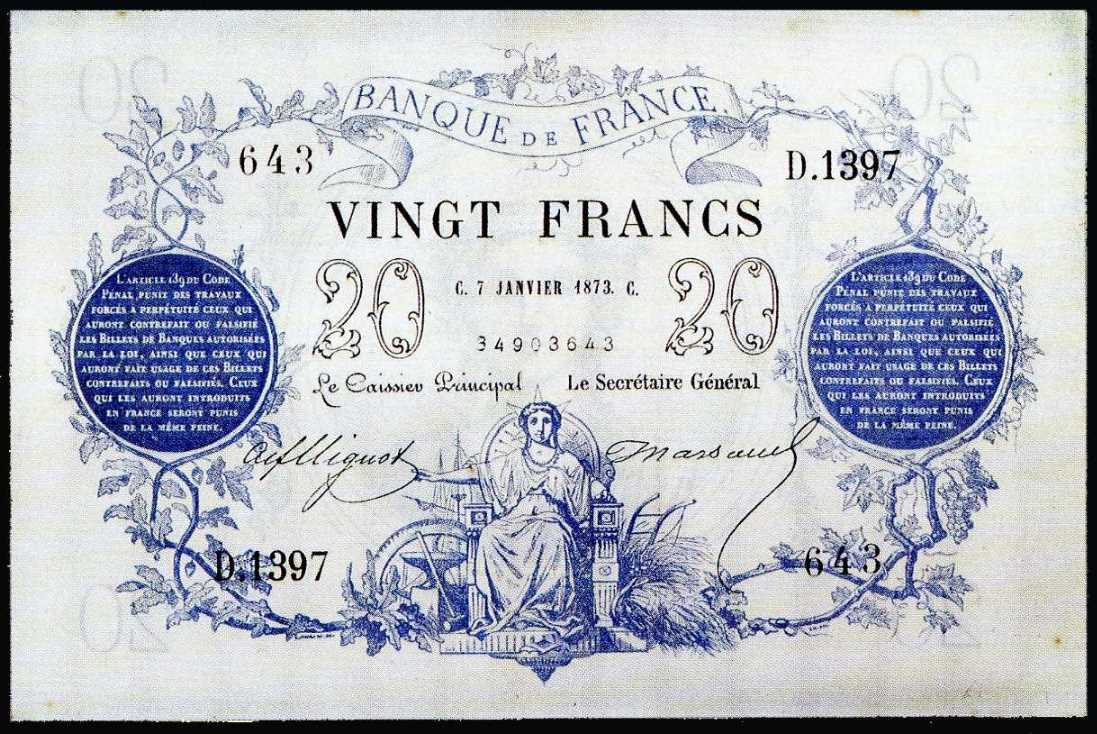 BANQUE DE FRANCE.
643
D.1397
VINGT FRANCS
20
C. 7 JANVIER 1873. C.
20
34903643
Le Caissier Principal
Le Secrétaire Général
L'ARTICLE 139 DU CODE
PÉNAL PUNIT DES TRAVAUX
FORCÉS À PERPÉTUITÉ CEUX QUI
AURONT CONTREFAIT OU FALSIFIÉ
LES BILLETS DE BANQUES AUTORISÉES
PAR LA LOI, AINSI QUE CEUX QUI
AURONT FAIT USAGE DE CES BILLETS
CONTREFAITS OU FALSIFIÉS. CEUX
QUI LES AURONT INTRODUITS
EN FRANCE SERONT PUNIS
DE LA MÊME PEINE.
L'ARTICLE 139 DU CODE
PÉNAL PUNIT DES TRAVAUX
FORCÉS À PERPÉTUITÉ CEUX QUI
AURONT CONTREFAIT OU FALSIFIÉ
LES BILLETS DE BANQUES AUTORISÉES
PAR LA LOI, AINSI QUE CEUX QUI
AURONT FAIT USAGE DE CES BILLETS
CONTREFAITS OU FALSIFIÉS. CEUX
QUI LES AURONT INTRODUITS
EN FRANCE SERONT PUNIS
DE LA MÊME PEINE.
D.1397
643